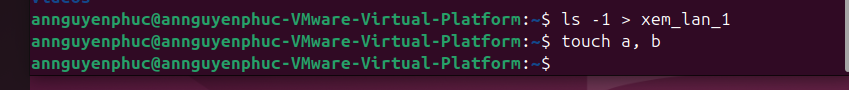 annguyenphuc@annguyenphuc-VMware-Virtual-Platform:~$ ls -1 > xem_lan_1
annguyenphuc@annguyenphuc-VMware-Virtual-Platform:~$ touch a, b
annguyenphuc@annguyenphuc-VMware-Virtual-Platform:~$